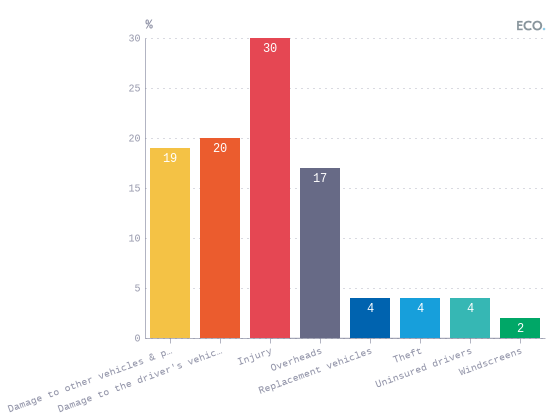 %
ECO.
30
25
20
15
10
5
0
19
20
30
17
4
4
4
2
Damage to other vehicles & p…
Damage to the driver's vehic…
Injury
Overheads
Replacement vehicles
Theft
Uninsured drivers
Windscreens